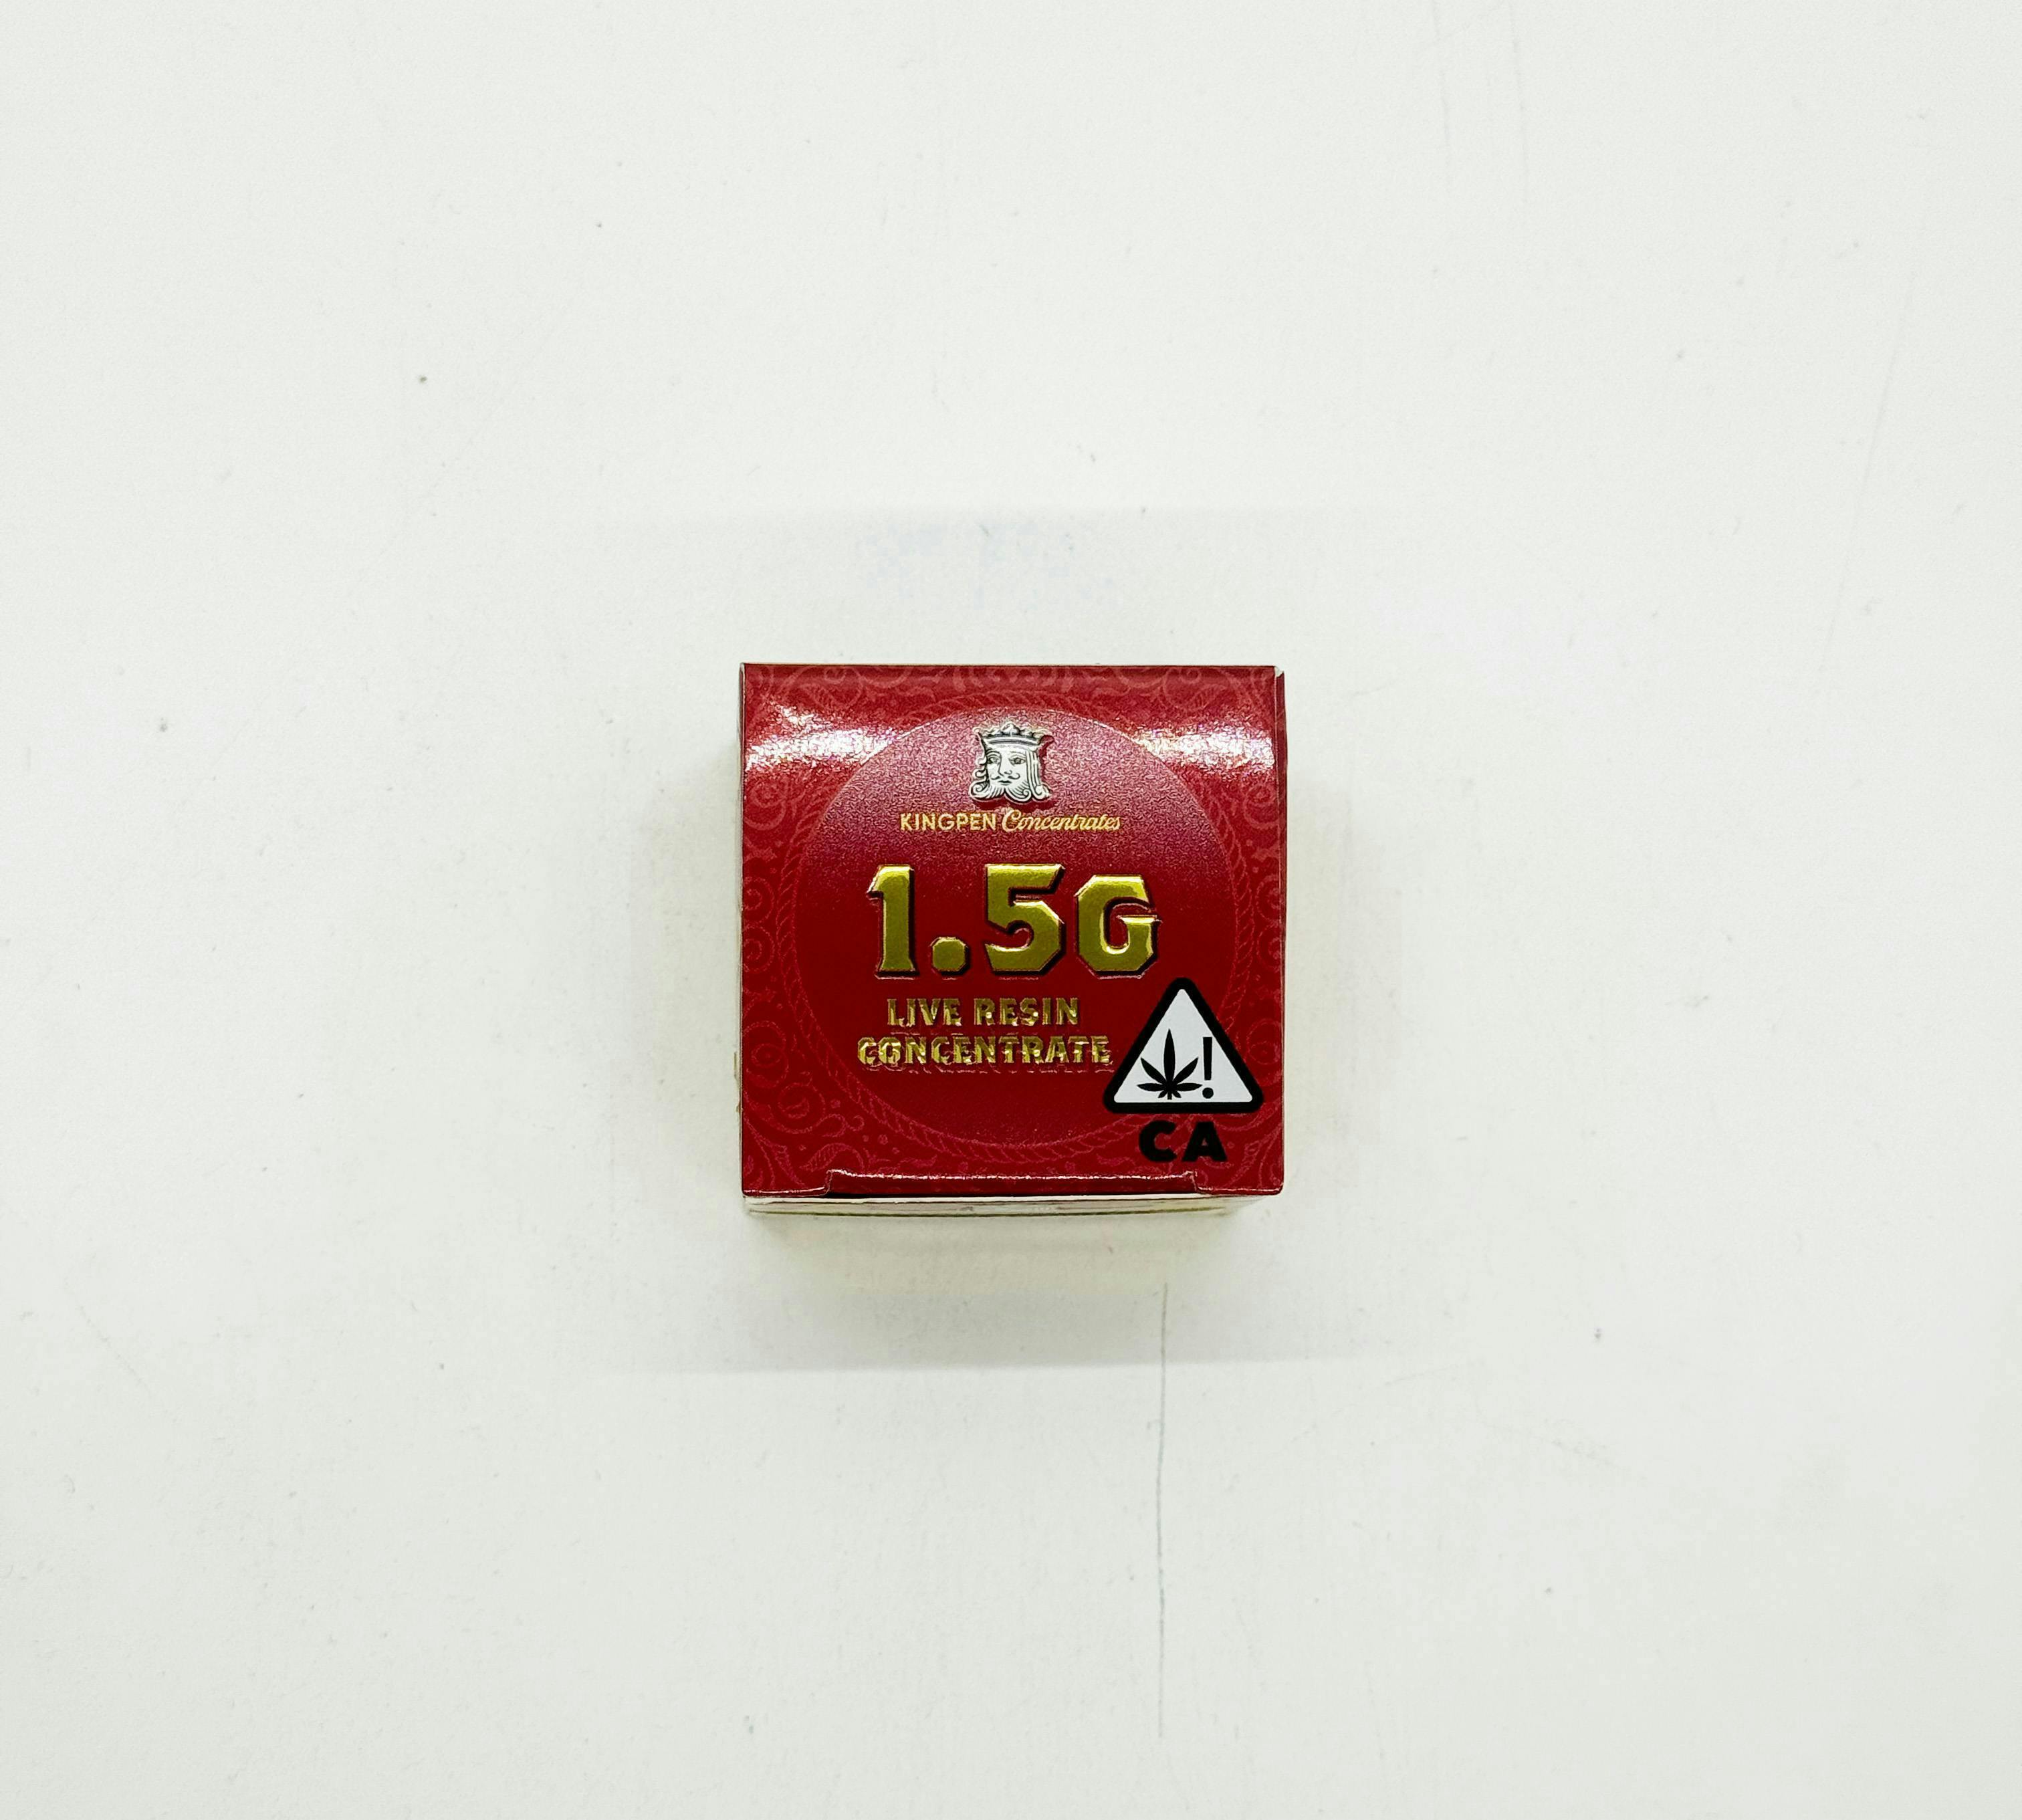 KINGPEN Concentrates
1.5G
LIVE RESIN
CONCENTRATE
!
CA